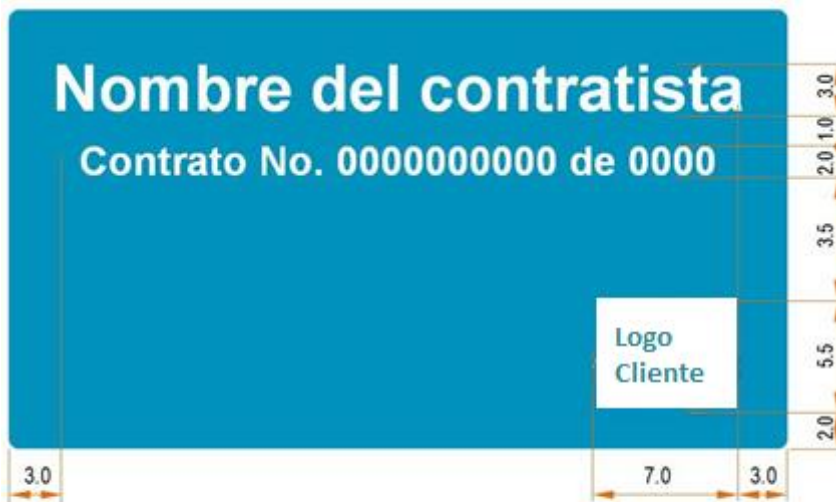 Nombre del contratista
Contrato No. 0000000000 de 0000
Logo
Cliente
3.0
1.0
2.0
3.5
5.5
2.0
3.0
7.0
3.0